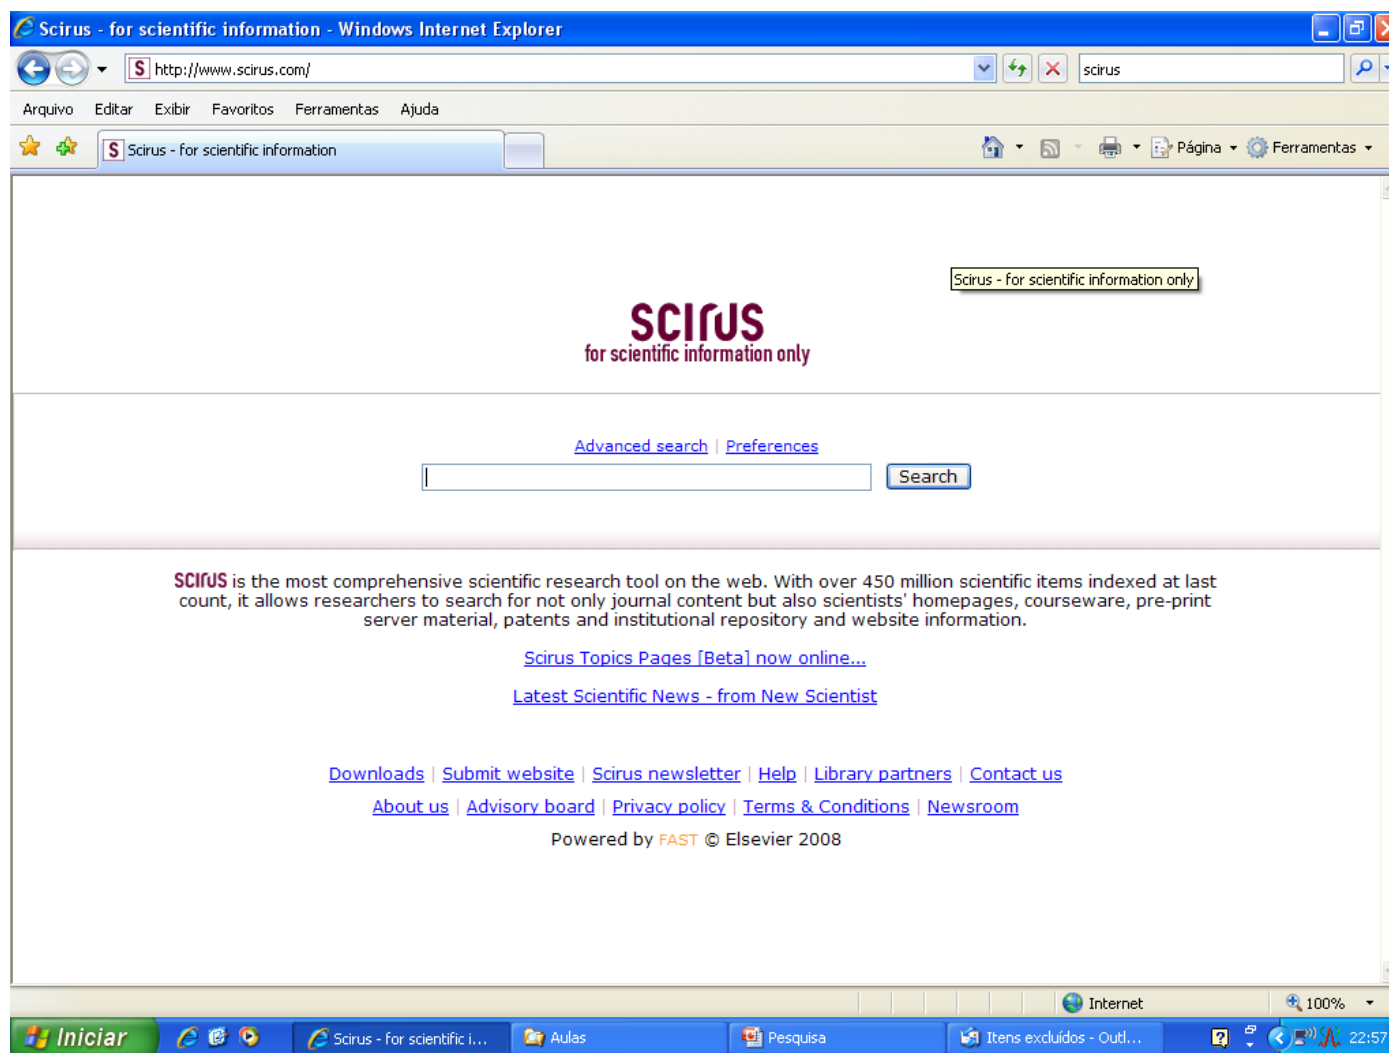 Scirus - for scientific information - Windows Internet Explorer
S http://www.scirus.com/ scirus
Arquivo Editar Exibir Favoritos Ferramentas Ajuda
S Scirus - for scientific information Página Ferramentas
Scirus - for scientific information only
SCIRUS
for scientific information only
Advanced search | Preferences
Search
SCIRUS is the most comprehensive scientific research tool on the web. With over 450 million scientific items indexed at last
count, it allows researchers to search for not only journal content but also scientists' homepages, courseware, pre-print
server material, patents and institutional repository and website information.
Scirus Topics Pages [Beta] now online...
Latest Scientific News - from New Scientist
Downloads | Submit website | Scirus newsletter | Help | Library partners | Contact us
About us | Advisory board | Privacy policy | Terms & Conditions | Newsroom
Powered by FAST © Elsevier 2008
Internet 100%
Iniciar Scirus - for scientific i... Aulas Pesquisa Itens excluídos - Outl... 22:57